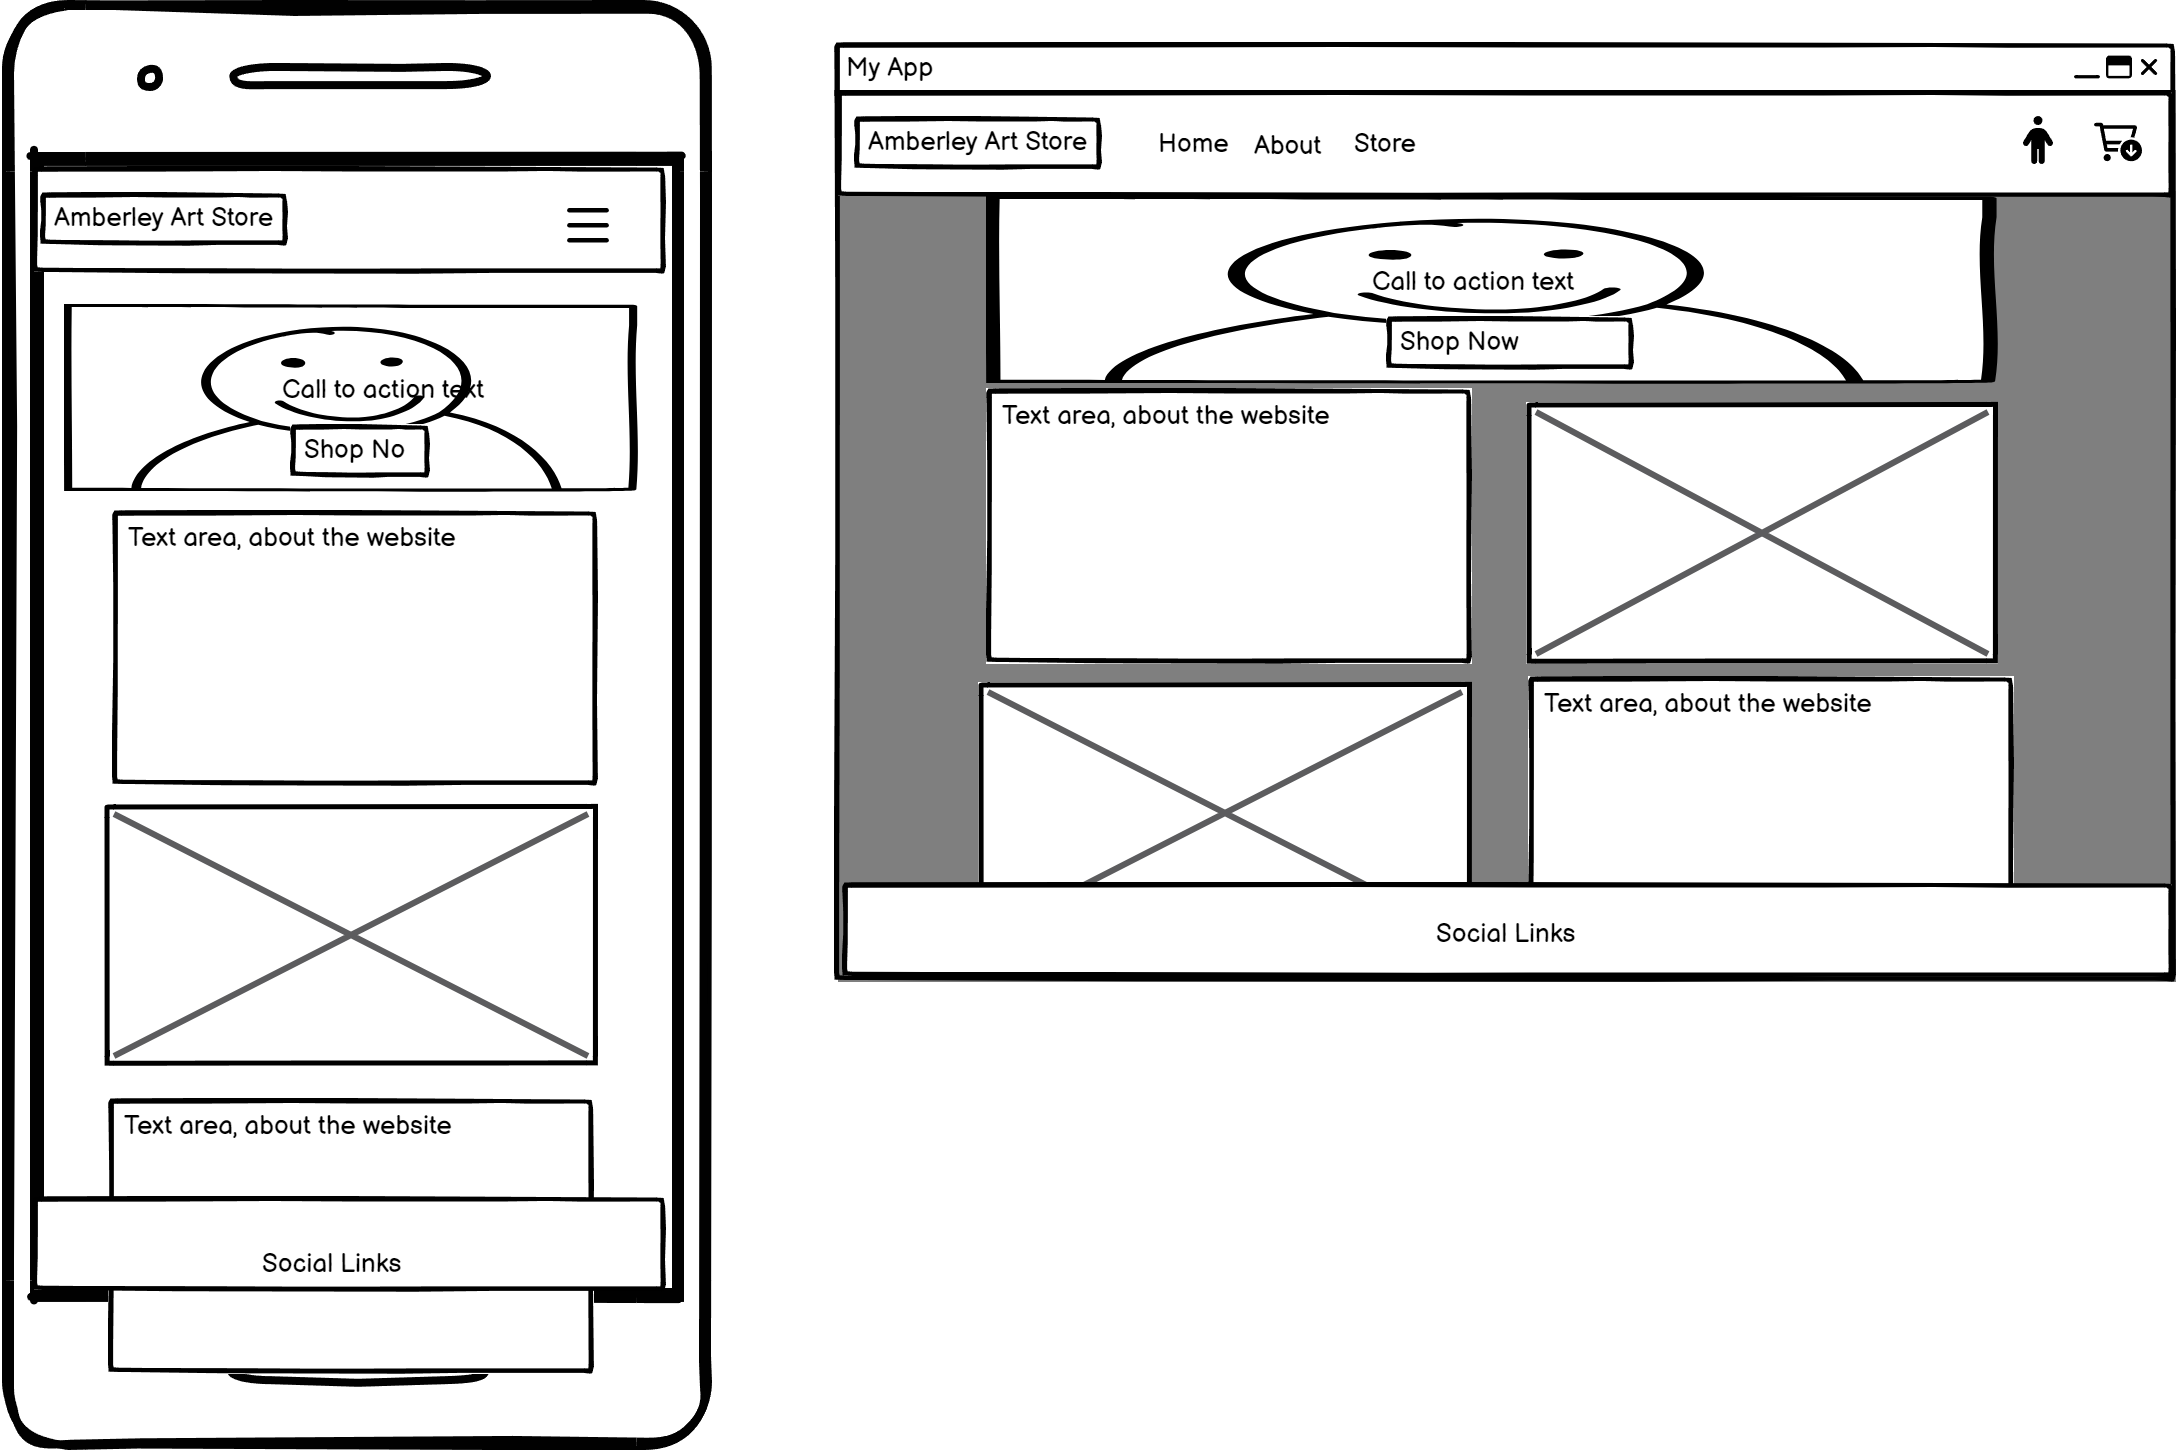 Amberley Art Store
Call to action text
Shop No
Text area, about the website
Text area, about the website
Social Links
My App
Amberley Art Store Home About Store
Call to action text
Shop Now
Text area, about the website
Text area, about the website
Social Links